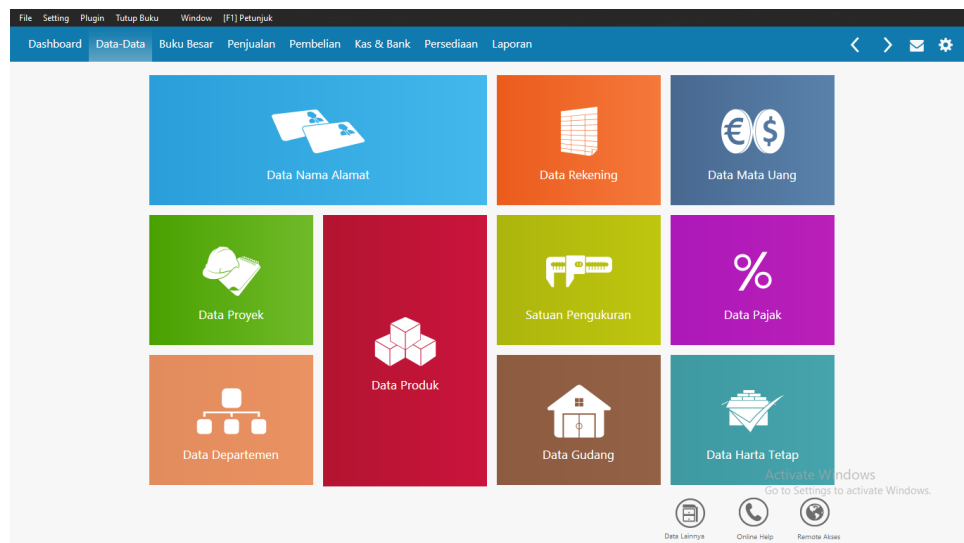 File Setting Plugin Tutup Buku Window [F1] Petunjuk
Dashboard Data-Data Buku Besar Penjualan Pembelian Kas & Bank Persediaan Laporan
Data Nama Alamat
Data Rekening
Data Mata Uang
Data Proyek
Data Produk
Satuan Pengukuran
Data Pajak
Data Departemen
Data Gudang
Data Harta Tetap
Activate Windows
Go to Settings to activate Windows.
Data Lainnya
Online Help
Remote Akses